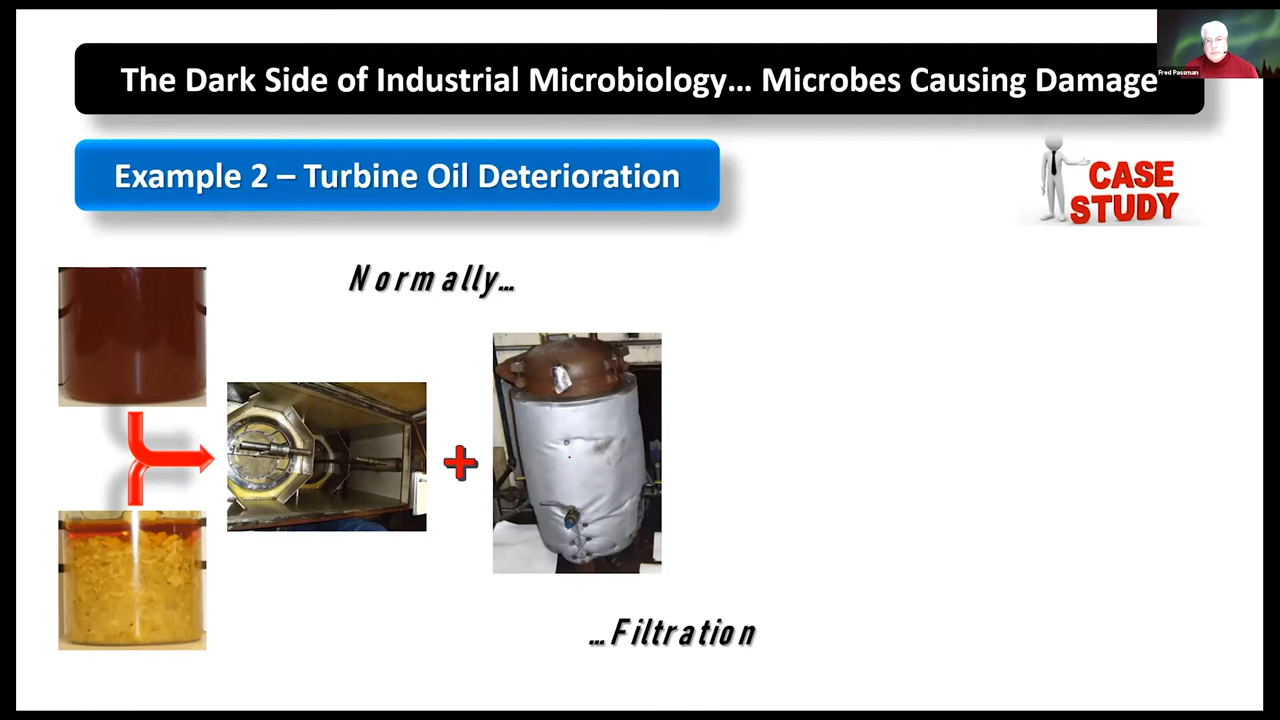 The Dark Side of Industrial Microbiology... Microbes Causing Damage
Fred Passman
Example 2 – Turbine Oil Deterioration
CASE
STUDY
Normally...
...Filtration